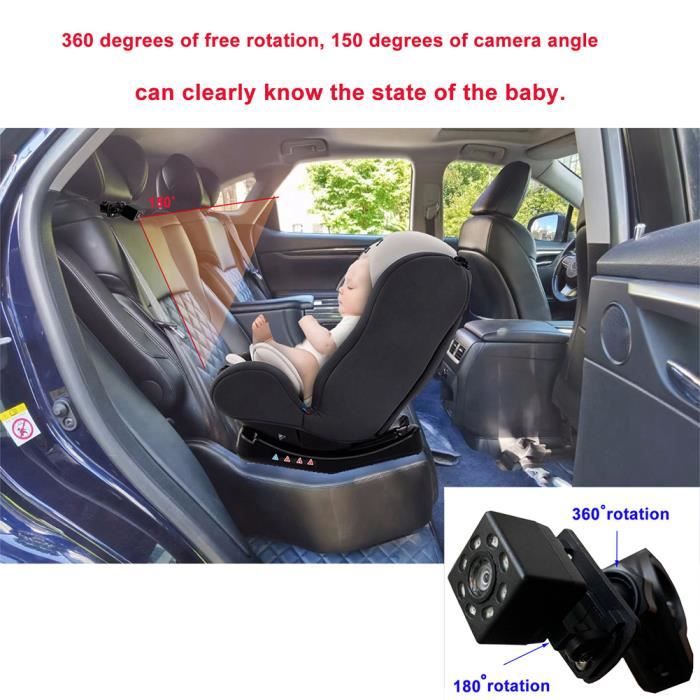 360 degrees of free rotation, 150 degrees of camera angle
can clearly know the state of the baby.
150°
360°rotation
180°rotation